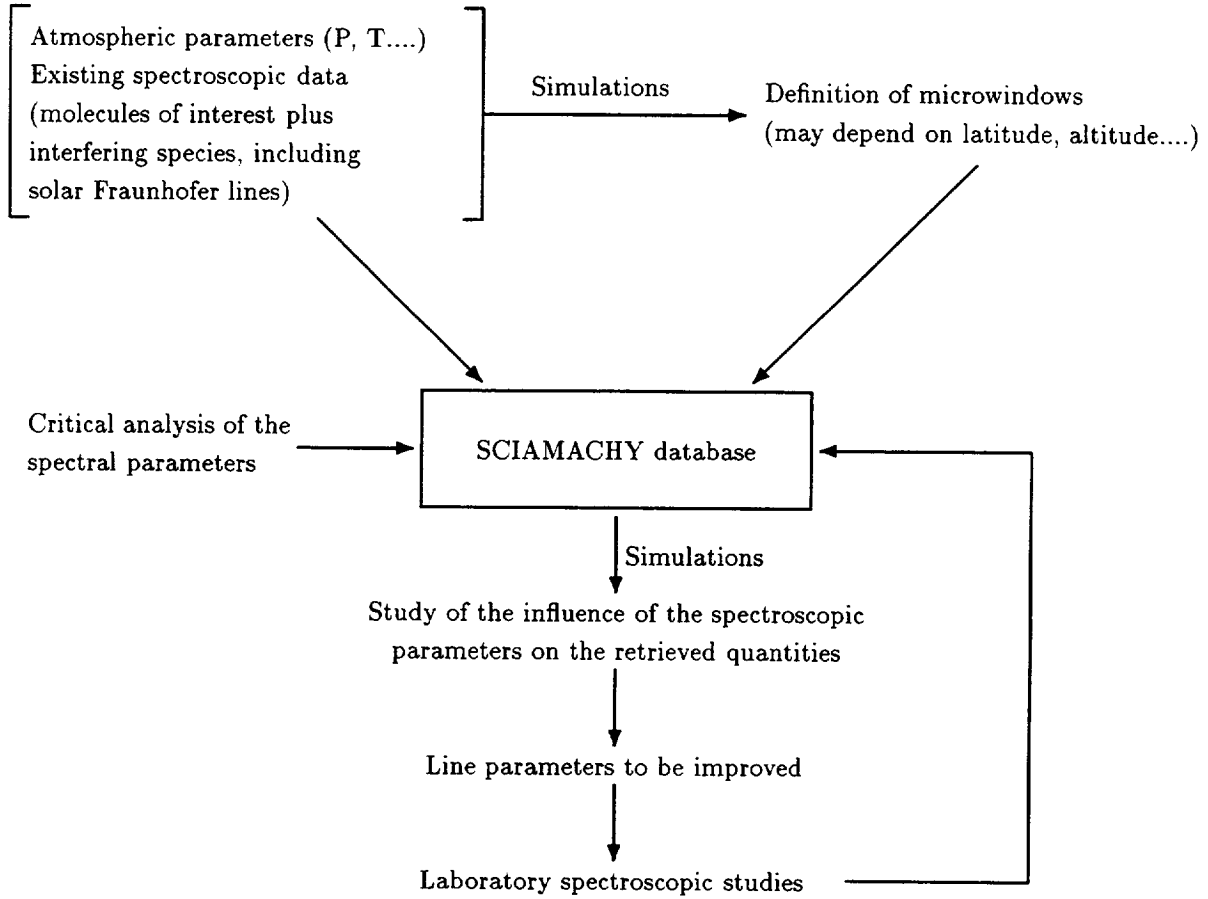 Atmospheric parameters (P, T....)
Existing spectroscopic data
(molecules of interest plus
interfering species, including
solar Fraunhofer lines)
Simulations
Definition of microwindows
(may depend on latitude, altitude....)
Critical analysis of the
spectral parameters
SCIAMACHY database
Simulations
Study of the influence of the spectroscopic
parameters on the retrieved quantities
Line parameters to be improved
Laboratory spectroscopic studies